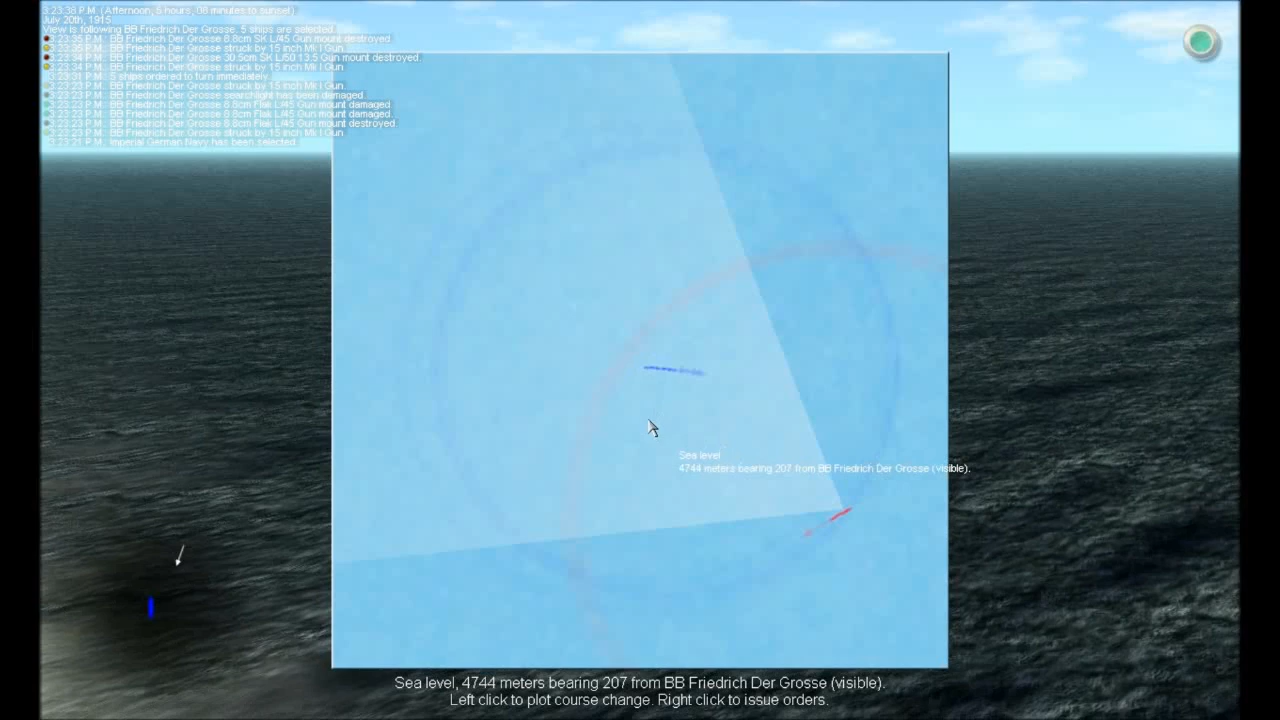 3:23:38 P.M. (Afternoon, 5 hours, 08 minutes to sunset)
July 20th, 1915
View is following BB Friedrich Der Grosse. 5 ships are selected.
3:23:35 P.M. BB Friedrich Der Grosse 8.8cm SK L/45 Gun mount destroyed.
3:23:35 P.M. BB Friedrich Der Grosse struck by 15 inch Mk I Gun
3:23:34 P.M. BB Friedrich Der Grosse 30.5cm SK L/50 13.5 Gun mount destroyed.
3:23:34 P.M. BB Friedrich Der Grosse struck by 15 inch Mk I Gun
3:23:31 P.M. 5 ships ordered to turn immediately.
3:23:23 P.M. BB Friedrich Der Grosse struck by 15 inch Mk I Gun.
3:23:23 P.M. BB Friedrich Der Grosse searchlight has been damaged
3:23:23 P.M. BB Friedrich Der Grosse 8.8cm Flak L/45 Gun mount damaged.
3:23:23 P.M. BB Friedrich Der Grosse 8.8cm Flak L/45 Gun mount damaged.
3:23:23 P.M. BB Friedrich Der Grosse 8.8cm Flak L/45 Gun mount destroyed.
3:23:23 P.M. BB Friedrich Der Grosse struck by 15 inch Mk I Gun
3:23:21 P.M. Imperial German Navy has been selected.
Sea level
4744 meters bearing 207 from BB Friedrich Der Grosse (visible).
Sea level, 4744 meters bearing 207 from BB Friedrich Der Grosse (visible).
Left click to plot course change. Right click to issue orders.